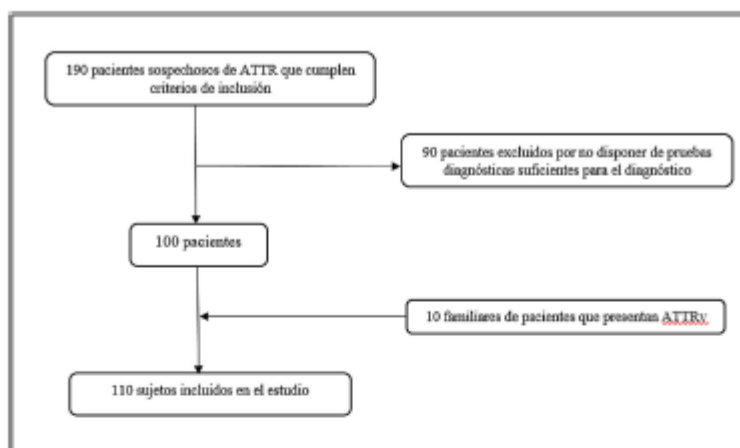 190 pacientes sospechosos de ATTR que cumplen
criterios de inclusión
90 pacientes excluidos por no disponer de pruebas
diagnósticas suficientes para el diagnóstico
100 pacientes
10 familiares de pacientes que presentan ATTRv
110 sujetos incluidos en el estudio